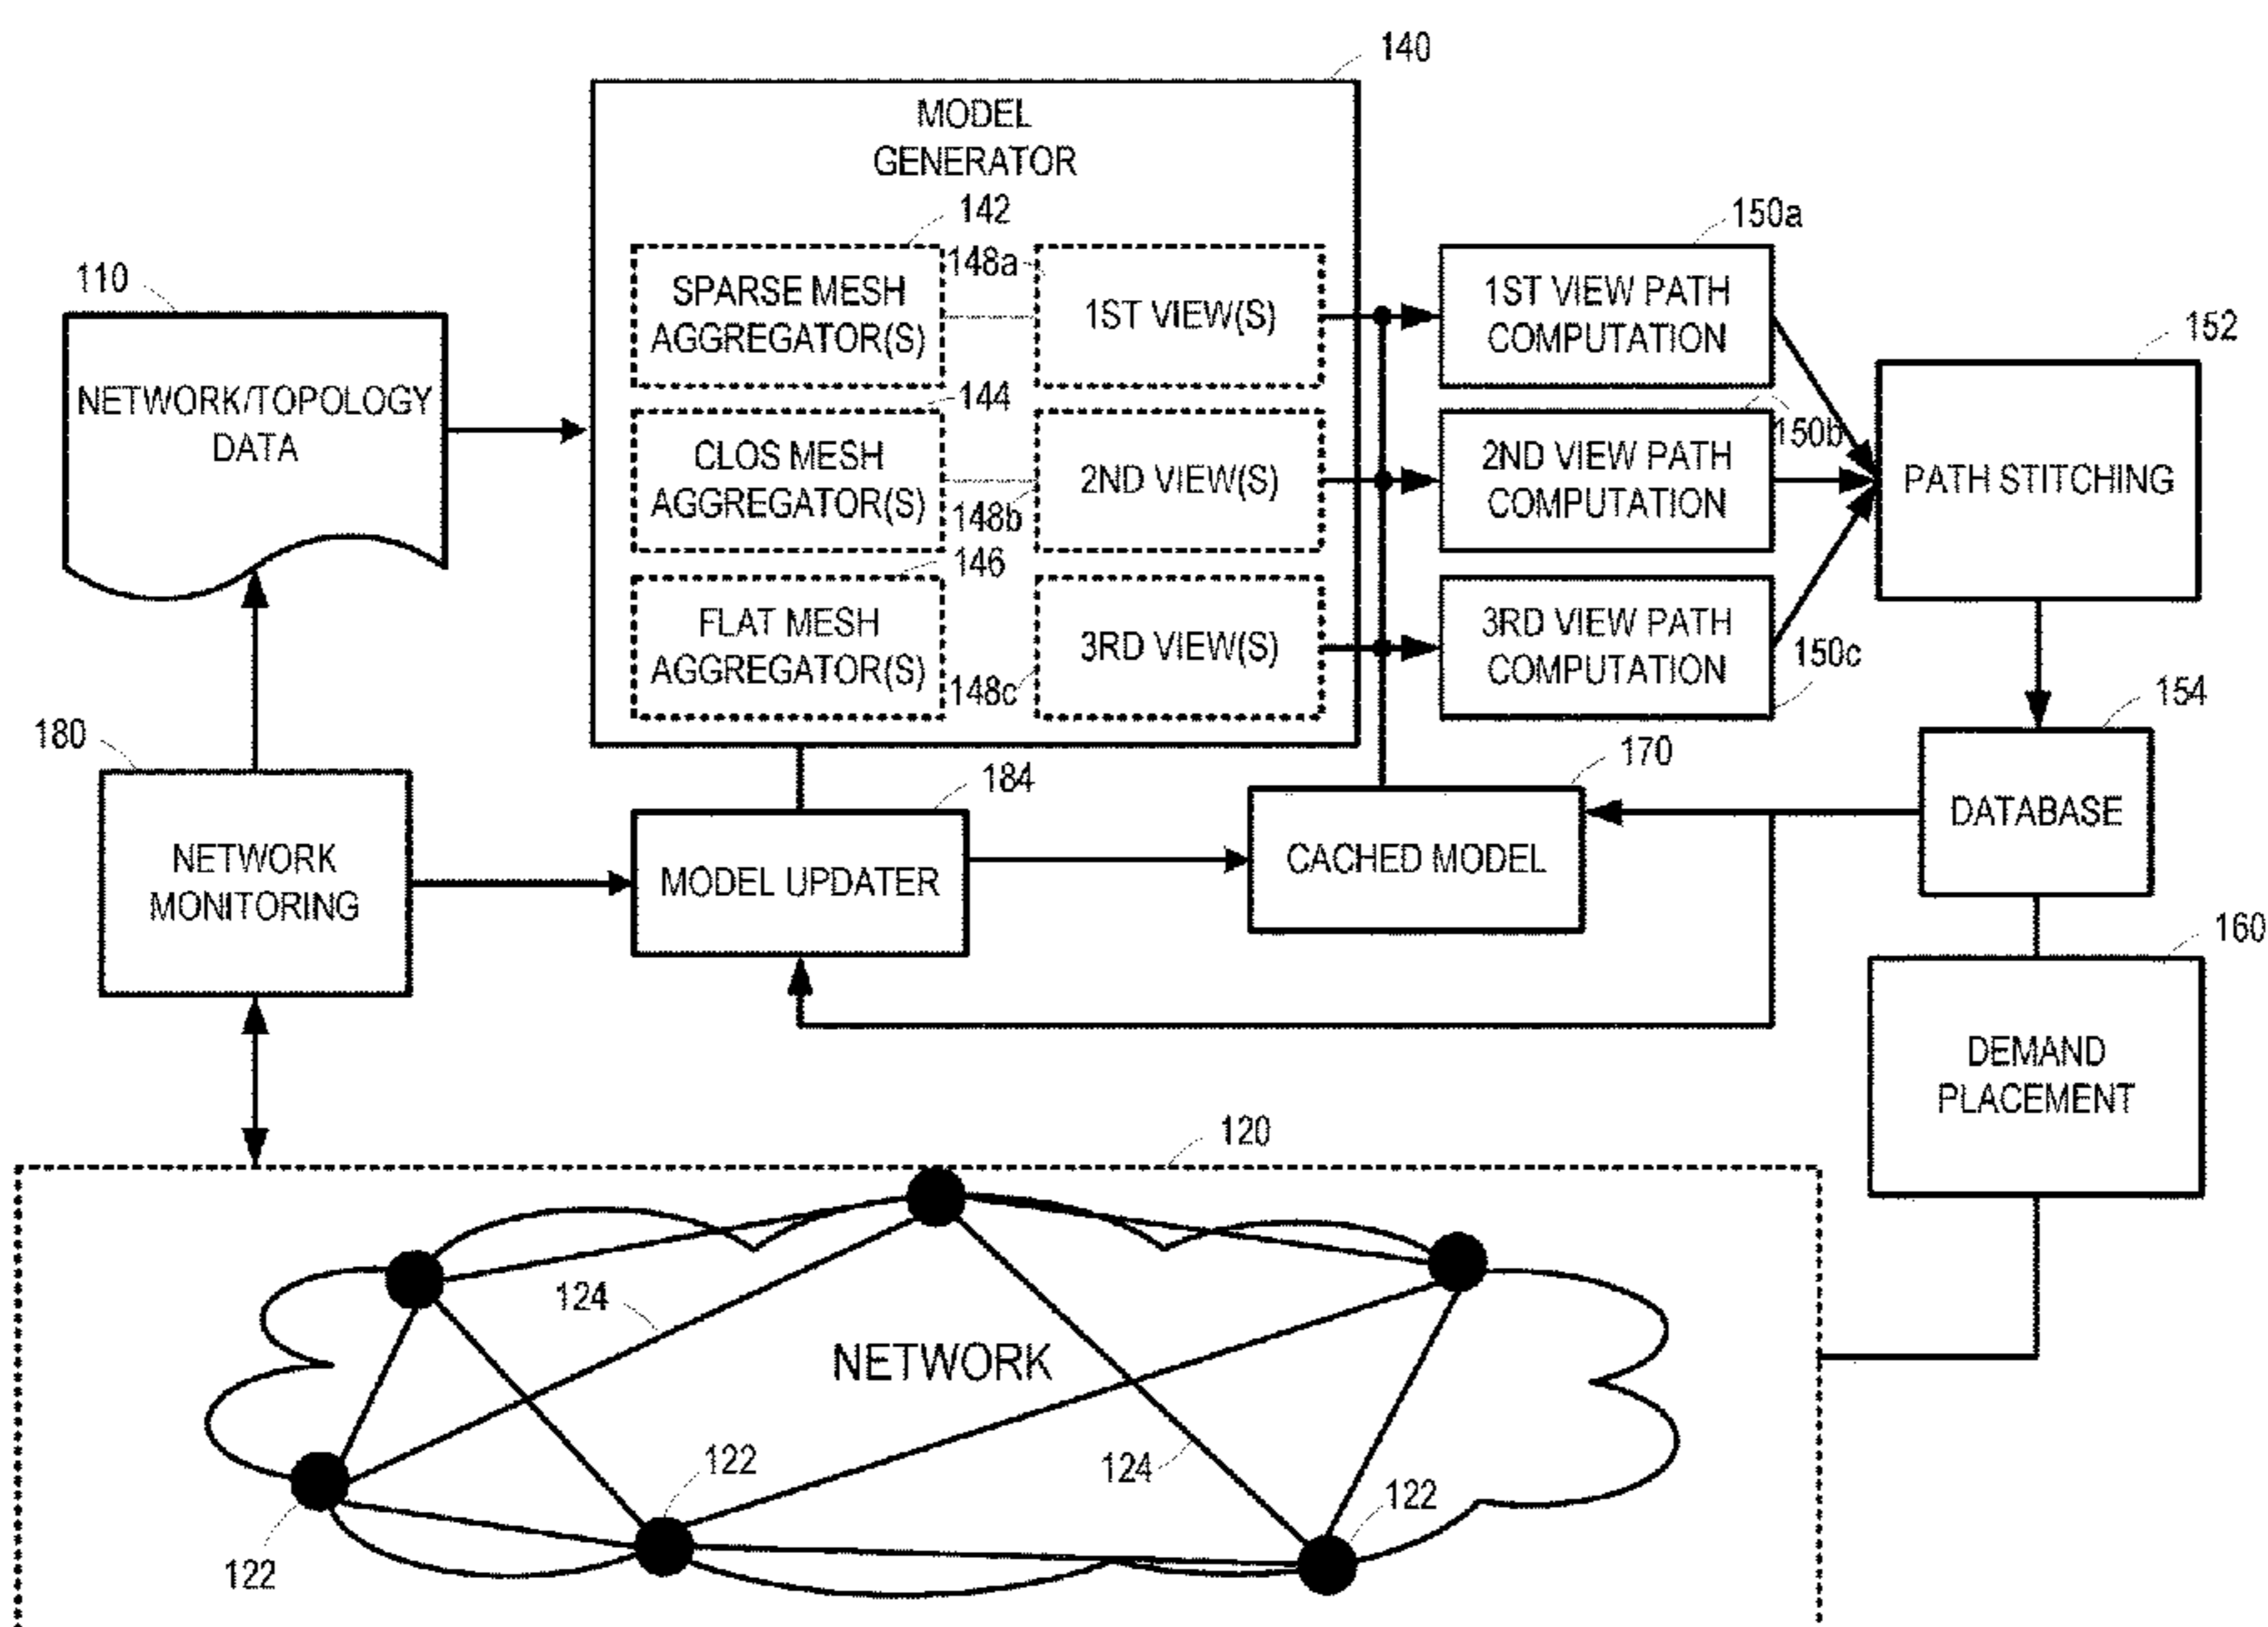 140
MODEL
GENERATOR
142
150a
148a
110
SPARSE MESH
AGGREGATOR(S)
1ST VIEW(S)
1ST VIEW PATH
COMPUTATION
152
NETWORK/TOPOLOGY
DATA
144
150b
CLOS MESH
AGGREGATOR(S)
148b
2ND VIEW(S)
2ND VIEW PATH
COMPUTATION
PATH STITCHING
146
FLAT MESH
AGGREGATOR(S)
148c
3RD VIEW(S)
3RD VIEW PATH
COMPUTATION
150c
154
180
184
170
NETWORK
MONITORING
MODEL UPDATER
CACHED MODEL
DATABASE
160
DEMAND
PLACEMENT
120
124
NETWORK
122
124
122
122